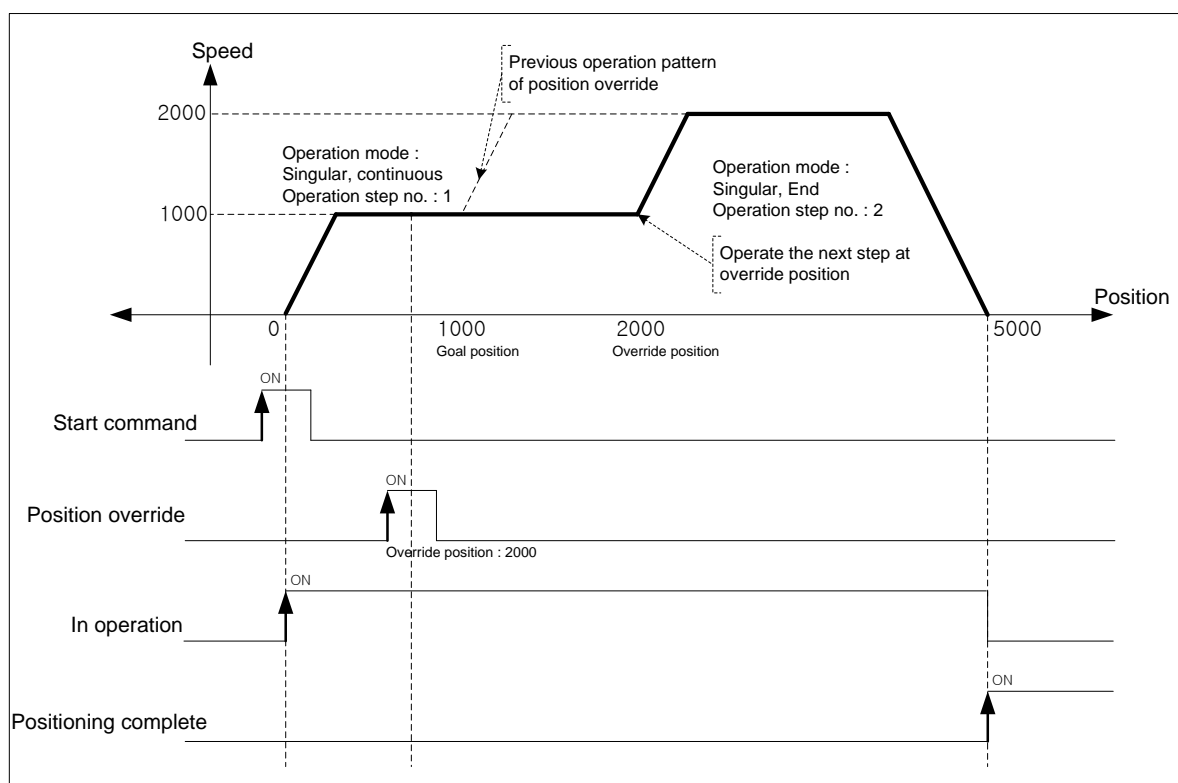 Speed
Previous operation pattern
of position override
2000
Operation mode :
Singular, continuous
Operation step no. : 1
Operation mode :
Singular, End
Operation step no. : 2
1000
Operate the next step at
override position
Position
0
1000
2000
5000
Goal position
Override position
ON
Start command
ON
Position override
Override position : 2000
ON
In operation
ON
Positioning complete